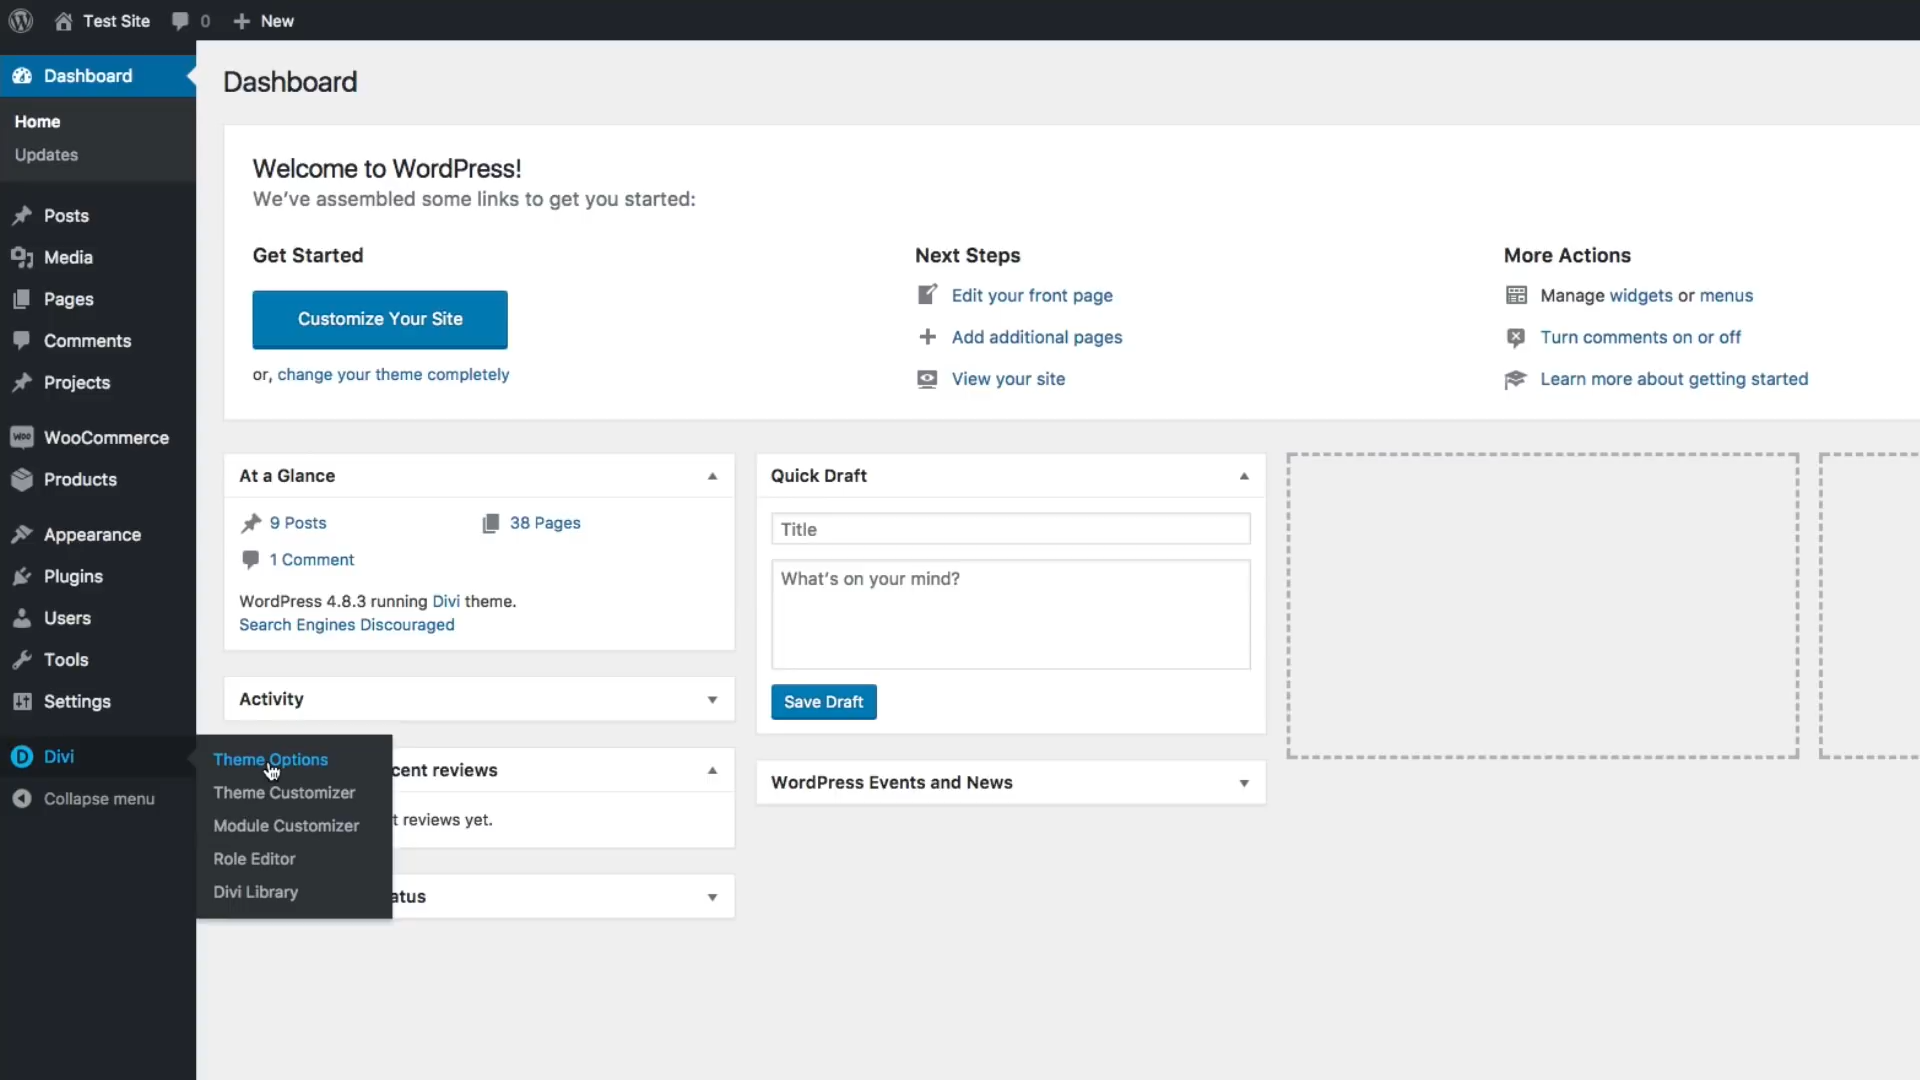 Test Site 0 New
Dashboard
Home
Updates
Posts
Media
Pages
Comments
Projects
WooCommerce
Products
Appearance
Plugins
Users
Tools
Settings
Divi
Collapse menu
Theme Options
Theme Customizer
Module Customizer
Role Editor
Divi Library
Dashboard
Welcome to WordPress!
We've assembled some links to get you started:
Get Started
Customize Your Site
or, change your theme completely
Next Steps
Edit your front page
Add additional pages
View your site
More Actions
Manage widgets or menus
Turn comments on or off
Learn more about getting started
At a Glance
9 Posts 38 Pages
1 Comment
WordPress 4.8.3 running Divi theme.
Search Engines Discouraged
Activity
cent reviews
t reviews yet.
atus
Quick Draft
Title
What's on your mind?
Save Draft
WordPress Events and News